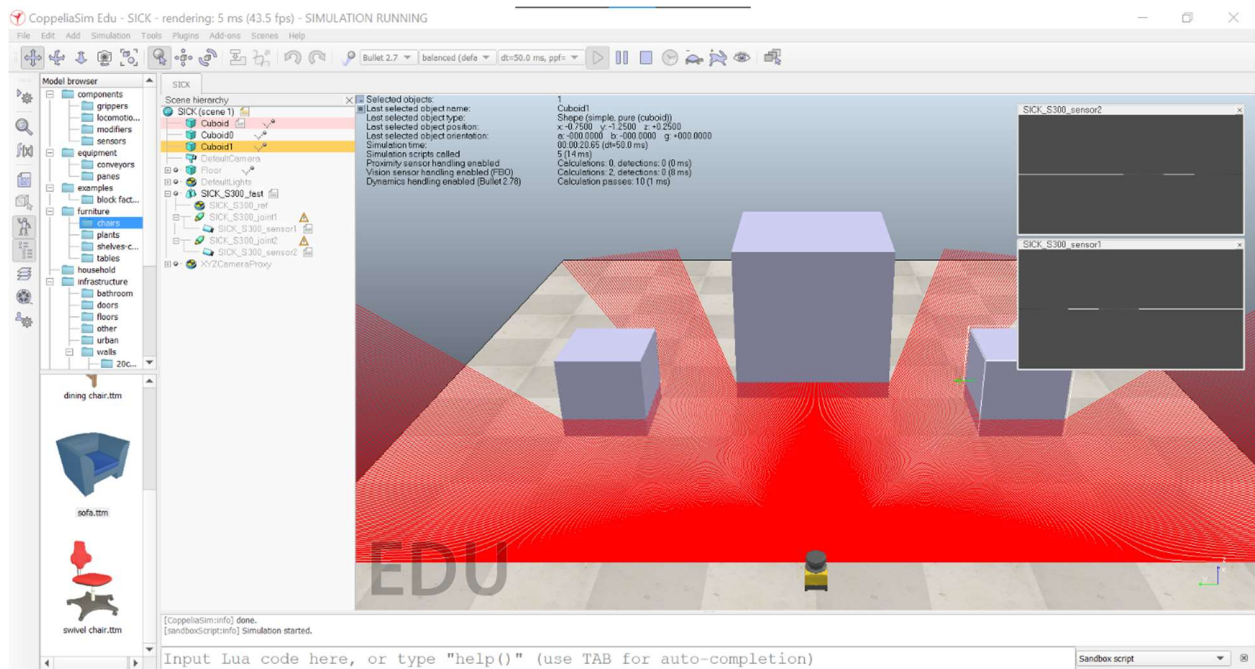 CoppeliaSim Edu - SICK - rendering: 5 ms (43.5 fps) - SIMULATION RUNNING
File Edit Add Simulation Tools Plugins Add-ons Scenes Help
Bullet 2.7 balanced (defa dt=50.0 ms, ppf=
Model browser
components
grippers
locomotio...
modifiers
sensors
equipment
conveyors
panes
examples
block fact...
furniture
chairs
plants
shelves-c...
tables
household
infrastructure
bathroom
doors
floors
other
urban
walls
20c...
dining chair.ttm
sofa.ttm
swivel chair.ttm
SICK
Scene hierarchy
SICK (scene 1)
Cuboid
Cuboid0
Cuboid1
DefaultCamera
Floor
DefaultLights
SICK_S300_fast
SICK_S300_ref
SICK_S300_joint1
SICK_S300_sensor1
SICK_S300_joint2
SICK_S300_sensor2
XYZCameraProxy
Selected objects: 1
Last selected object name: Cuboid1
Last selected object type: Shape (simple, pure (cuboid))
Last selected object position: x: -0.7500 y: -1.2500 z: +0.2500
Last selected object orientation: a: -000.0000 b: -000.0000 g: +000.0000
Simulation time: 00:00:20.65 (dt=50.0 ms)
Simulation scripts called 5 (14 ms)
Proximity sensor handling enabled Calculations: 0, detections: 0 (0 ms)
Vision sensor handling enabled (FBO) Calculations: 2, detections: 0 (8 ms)
Dynamics handling enabled (Bullet 2.78) Calculation passes: 10 (1 ms)
SICK_S300_sensor2
SICK_S300_sensor1
EDU
[CoppeliaSim:info] done.
[sandboxScript:info] Simulation started.
Input Lua code here, or type "help()" (use TAB for auto-completion)
Sandbox script